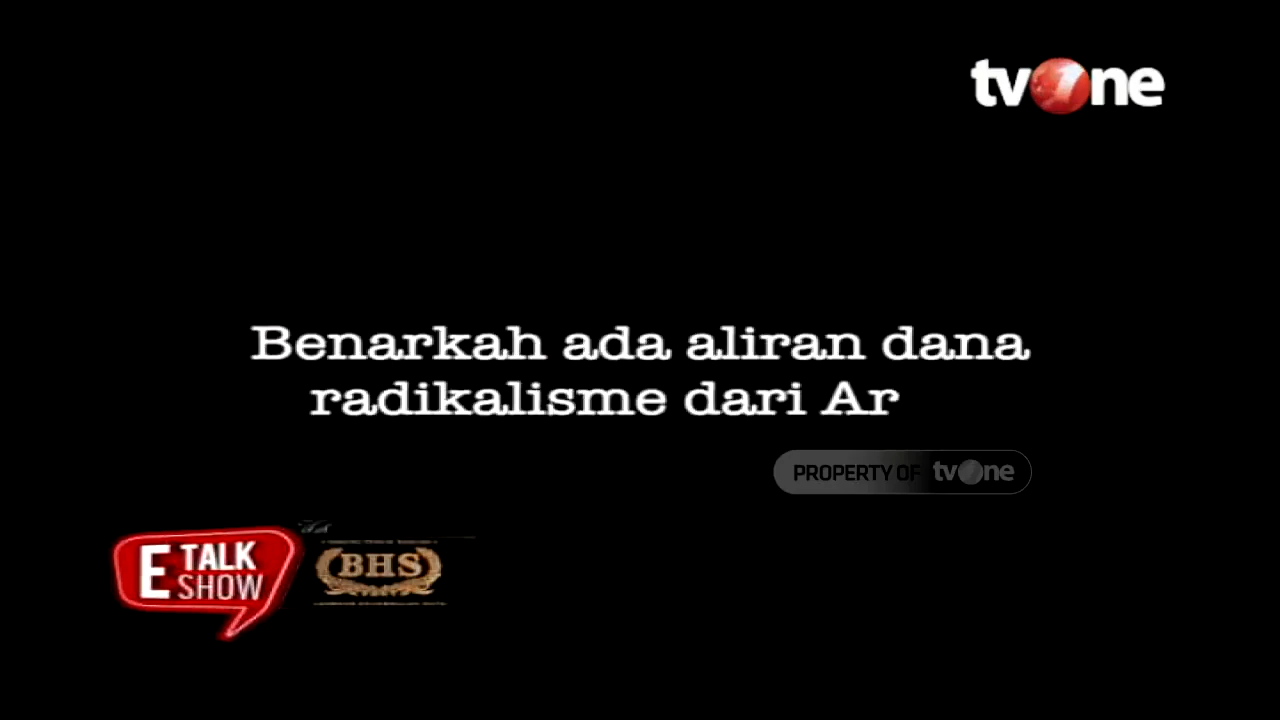 tvOne
Benarkah ada aliran dana
radikalisme dari Ar
PROPERTY OF tvOne
E TALK
SHOW
BHS